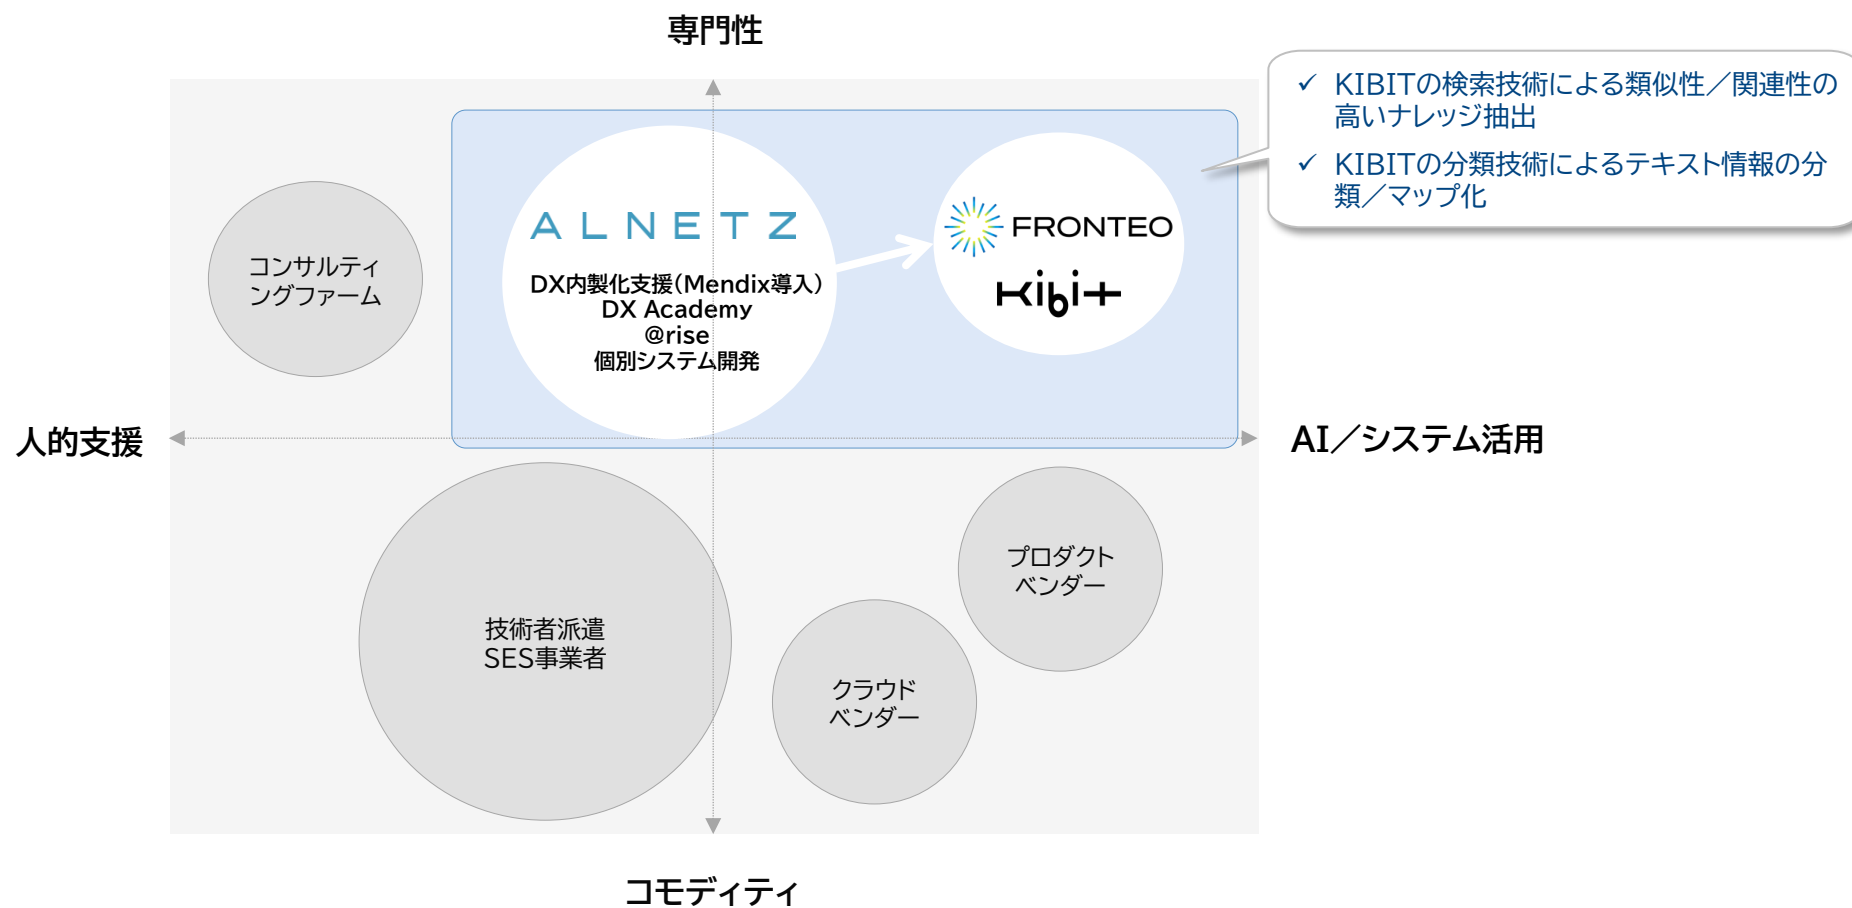 専門性
✓ KIBITの検索技術による類似性／関連性の
高いナレッジ抽出
✓ KIBITの分類技術によるテキスト情報の分
類／マップ化
ALNETZ
DX内製化支援（Mendix導入）
DX Academy
@rise
個別システム開発
FRONTEO
Kibit
コンサルティ
ングファーム
人的支援
AI／システム活用
プロダクト
ベンダー
技術者派遣
SES事業者
クラウド
ベンダー
コモディティ